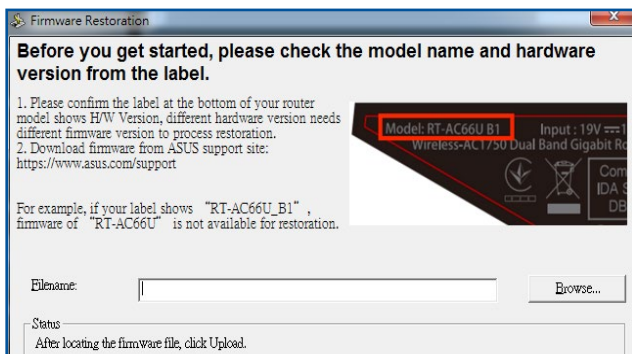 Firmware Restoration
Before you get started, please check the model name and hardware
version from the label.
1. Please confirm the label at the bottom of your router
model shows H/W Version, different hardware version needs
different firmware version to process restoration.
2. Download firmware from ASUS support site:
https://www.asus.com/support
For example, if your label shows “RT-AC66U_B1”,
firmware of “RT-AC66U” is not available for restoration.
Model: RT-AC66U B1
Input : 19V
Wireless-AC1750 Dual Band Gigabit
Com
IDA S
DB
Filename:
Browse...
Status
After locating the firmware file, click Upload.